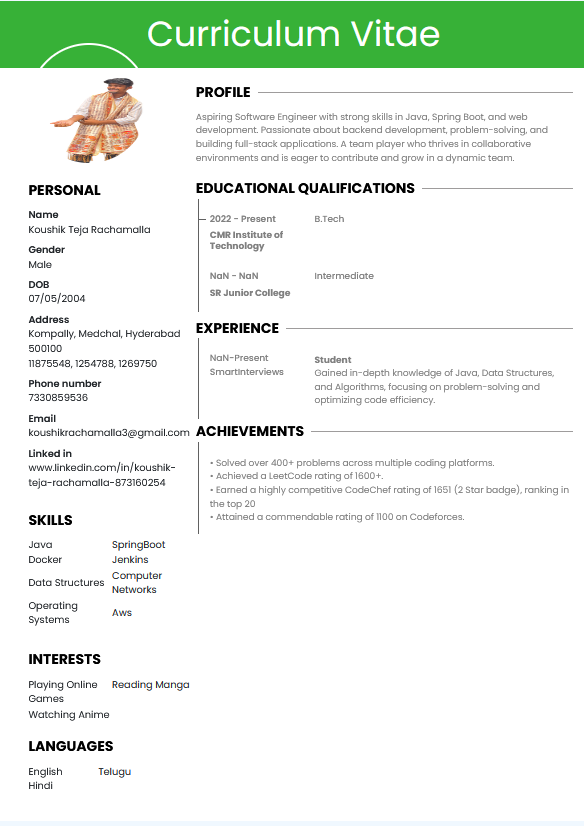 Curriculum Vitae
PERSONAL
Name
Koushik Teja Rachamalla
Gender
Male
DOB
07/05/2004
Address
Kompally, Medchal, Hyderabad
500100
11875548, 1254788, 1269750
Phone number
7330859536
Email
koushikrachamalla3@gmail.com
Linked in
www.linkedin.com/in/koushik-
teja-rachamalla-873160254
SKILLS
Java SpringBoot
Docker Jenkins
Data Structures Computer
Networks
Operating
Systems Aws
INTERESTS
Playing Online Reading Manga
Games
Watching Anime
LANGUAGES
English Telugu
Hindi
PROFILE
Aspiring Software Engineer with strong skills in Java, Spring Boot, and web
development. Passionate about backend development, problem-solving, and
building full-stack applications. A team player who thrives in collaborative
environments and is eager to contribute and grow in a dynamic team.
EDUCATIONAL QUALIFICATIONS
2022 - Present B.Tech
CMR Institute of
Technology
NaN - NaN Intermediate
SR Junior College
EXPERIENCE
NaN-Present Student
SmartInterviews Gained in-depth knowledge of Java, Data Structures,
and Algorithms, focusing on problem-solving and
optimizing code efficiency.
ACHIEVEMENTS
• Solved over 400+ problems across multiple coding platforms.
• Achieved a LeetCode rating of 1600+.
• Earned a highly competitive CodeChef rating of 1651 (2 Star badge), ranking in
the top 20
• Attained a commendable rating of 1100 on Codeforces.